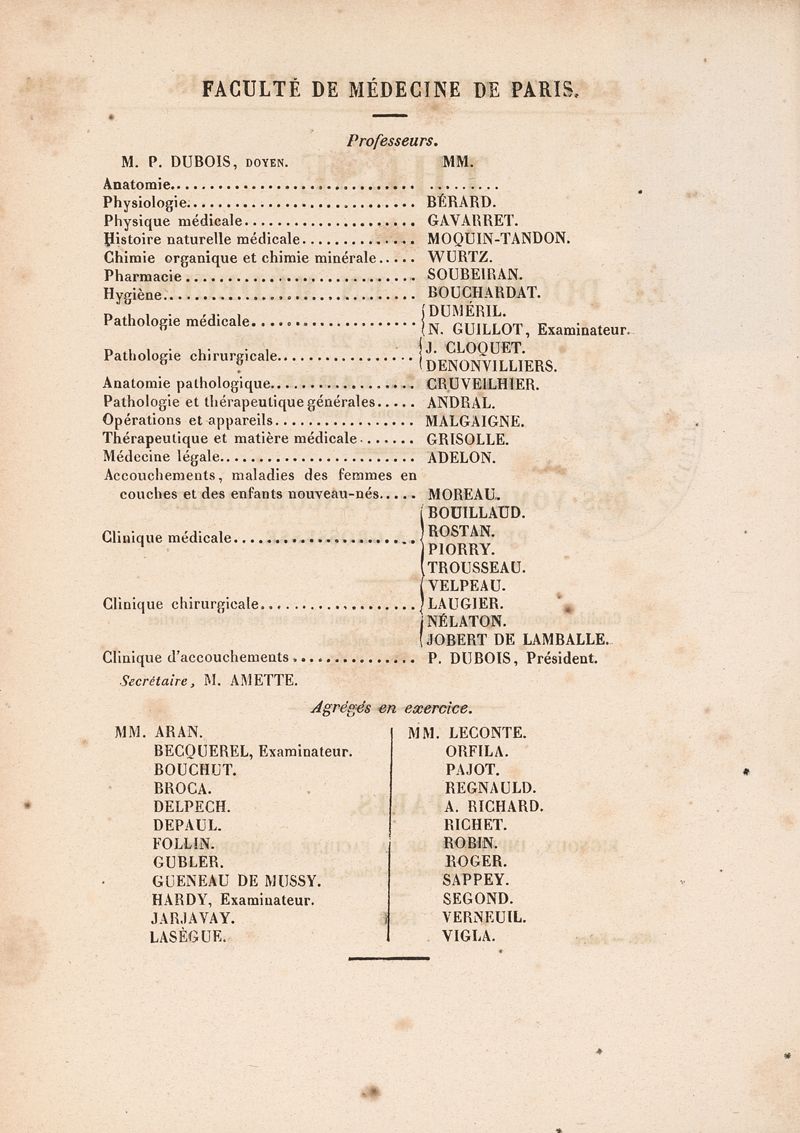 FACULTÉ DE MÉDECINE DE PARIS.
Professeurs.
M. P. DUBOIS, DOYEN. MM.
Anatomie.............................. .........
Physiologie............................ BÉRARD.
Physique médicale...................... GAVARRET.
Histoire naturelle médicale.............. MOQUIN-TANDON.
Chimie organique et chimie minérale..... WURTZ.
Pharmacie............................ SOUBEIRAN.
Hygiène.............................. BOUCHARDAT.
Pathologie médicale.................... { DUMÉRIL.
N. GUILLOT, Examinateur.
Pathologie chirurgicale................ { J. CLOQUET.
DENONVILLIERS.
Anatomie pathologique................. CRUVEILHIER.
Pathologie et thérapeutique générales..... ANDRAL.
Opérations et appareils................. MALGAIGNE.
Thérapeutique et matière médicale....... GRISOLLE.
Médecine légale........................ ADELON.
Accouchements, maladies des femmes en
couches et des enfants nouveau-nés..... MOREAU.
Clinique médicale...................... { BOUILLAUD.
ROSTAN.
PIORRY.
TROUSSEAU.
Clinique chirurgicale................... { VELPEAU.
LAUGIER.
NÉLATON.
JOBERT DE LAMBALLE.
Clinique d'accouchements............... P. DUBOIS, Président.
Secrétaire, M. AMETTE.
Agrégés en exercice.
MM. ARAN.
BECQUEREL, Examinateur.
BOUCHUT.
BROCA.
DELPECH.
DEPAUL.
FOLLIN.
GUBLER.
GUENEAU DE MUSSY.
HARDY, Examinateur.
JARJAVAY.
LASÈGUE.
MM. LECONTE.
ORFILA.
PAJOT.
REGNAULD.
A. RICHARD.
RICHET.
ROBIN.
ROGER.
SAPPEY.
SEGOND.
VERNEUIL.
VIGLA.